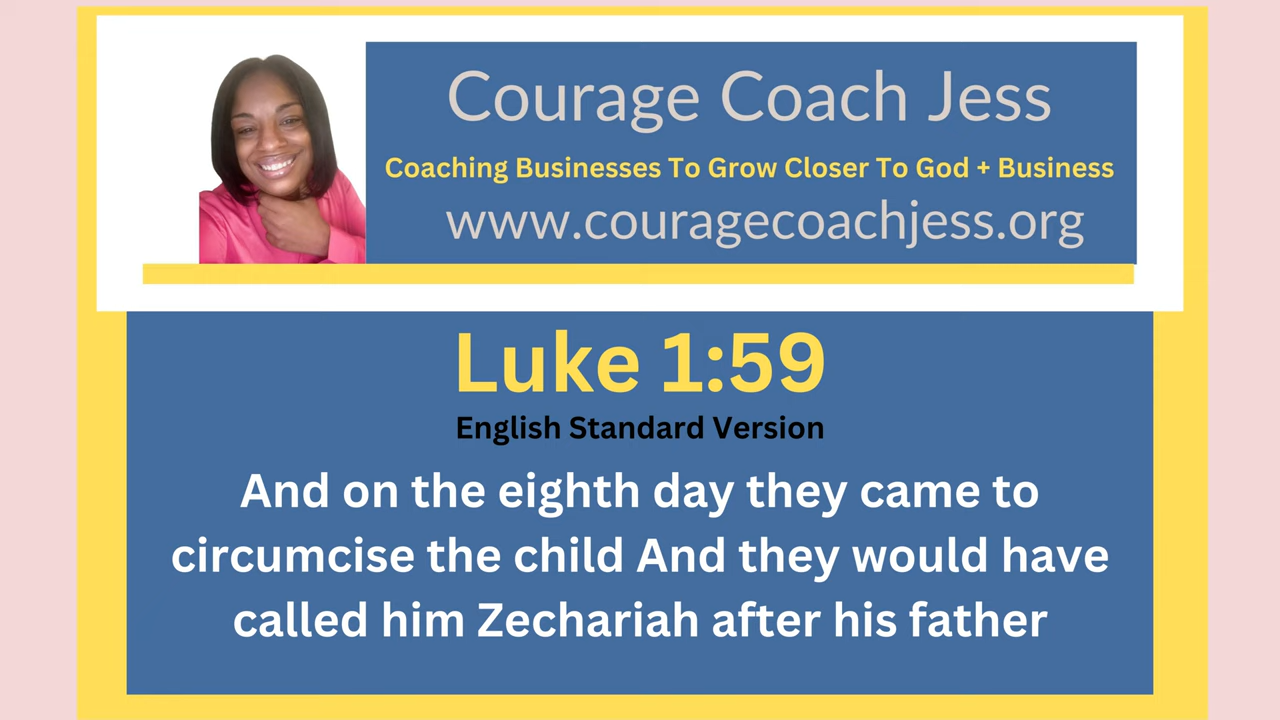 Courage Coach Jess
Coaching Businesses To Grow Closer To God + Business
www.couragecoachjess.org
Luke 1:59
English Standard Version
And on the eighth day they came to
circumcise the child And they would have
called him Zechariah after his father